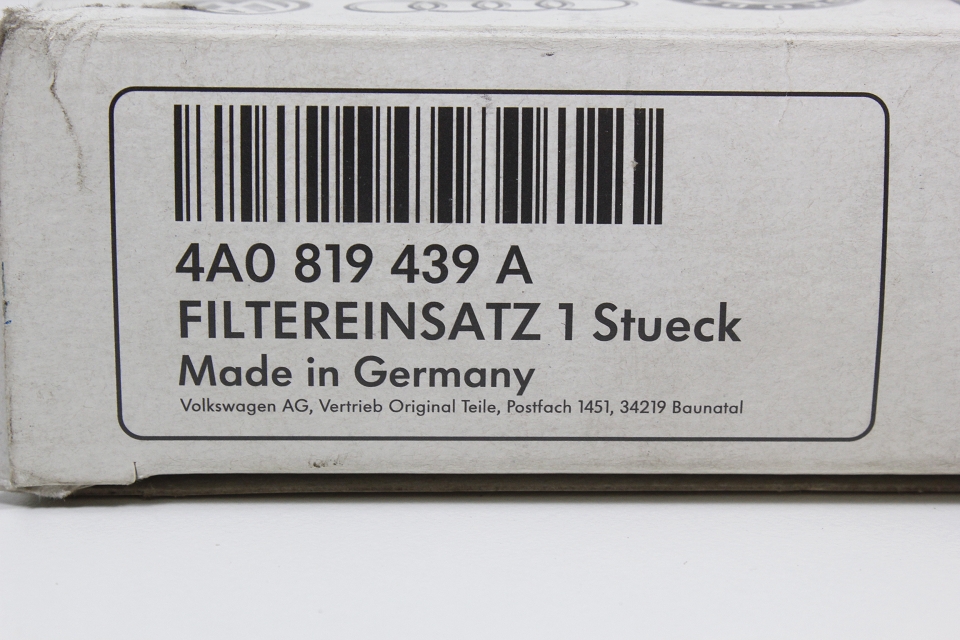 4A0 819 439 A
FILTEREINSATZ 1 Stueck
Made in Germany
Volkswagen AG, Vertrieb Original Teile, Postfach 1451, 34219 Baunatal